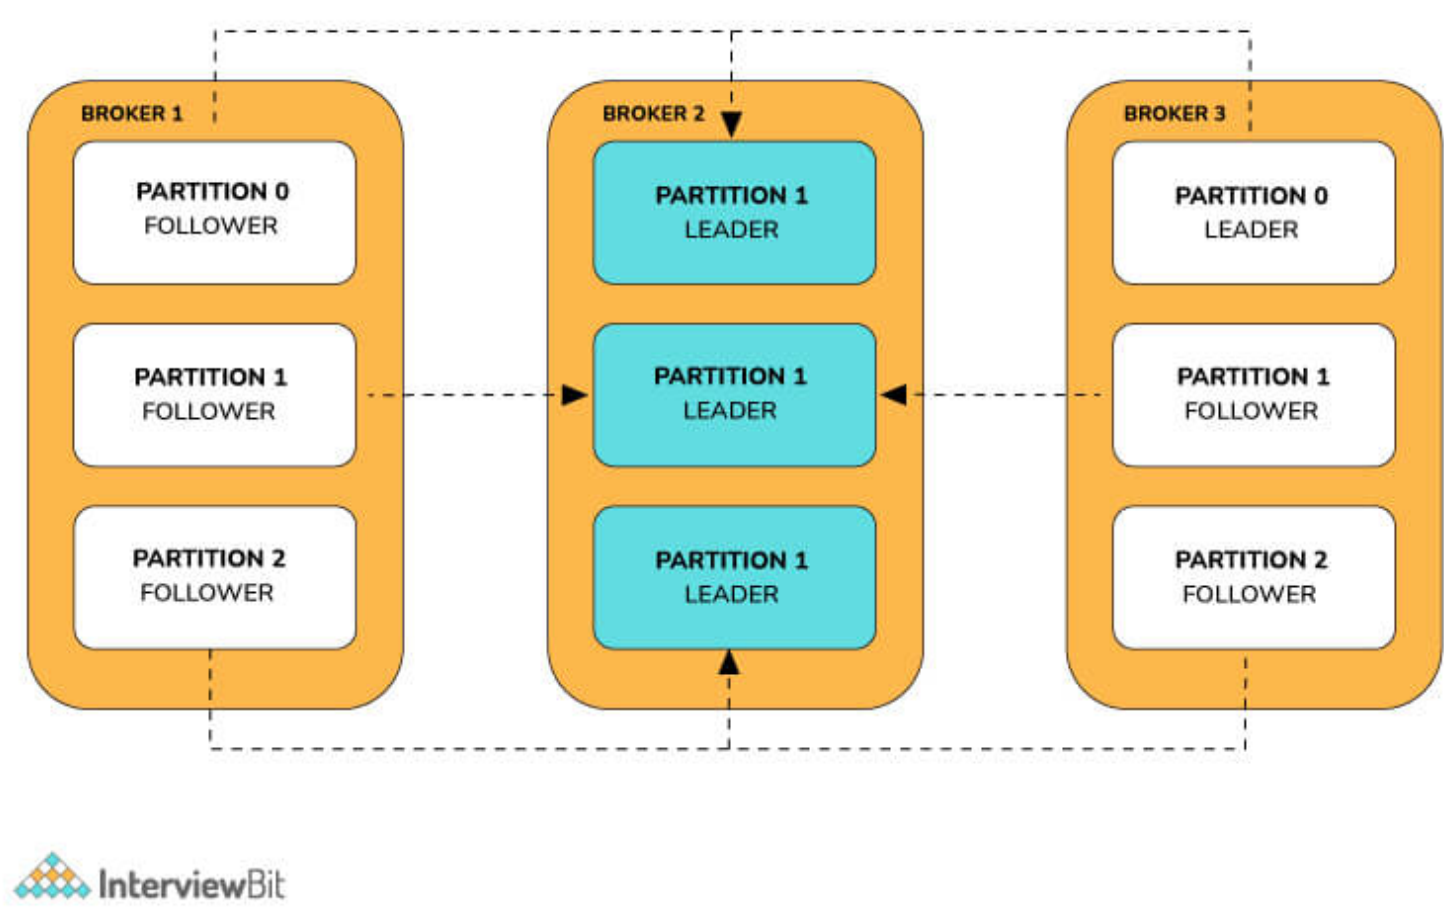 BROKER 1
PARTITION 0
FOLLOWER
PARTITION 1
FOLLOWER
PARTITION 2
FOLLOWER
BROKER 2
PARTITION 1
LEADER
PARTITION 1
LEADER
PARTITION 1
LEADER
BROKER 3
PARTITION 0
LEADER
PARTITION 1
FOLLOWER
PARTITION 2
FOLLOWER
InterviewBit